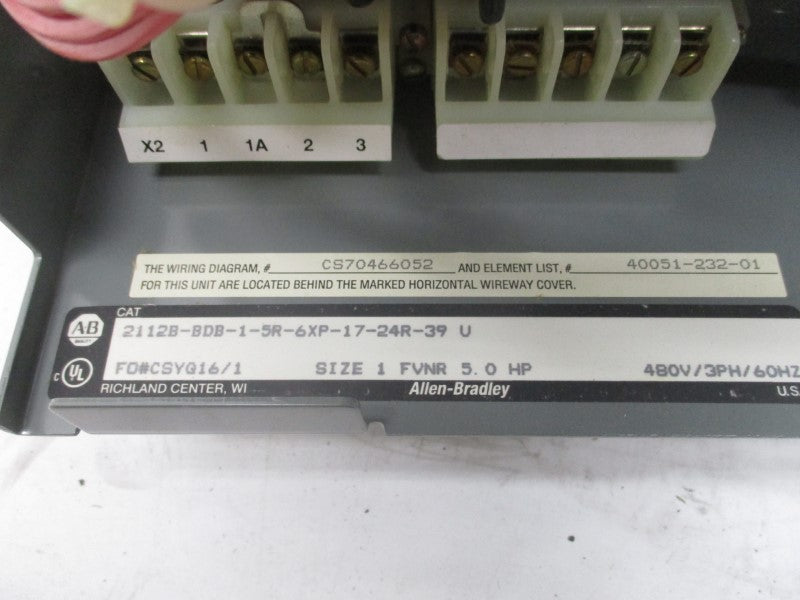 X2 1 1A 2 3
THE WIRING DIAGRAM, # CS70466052 AND ELEMENT LIST, # 40051-232-01
FOR THIS UNIT ARE LOCATED BEHIND THE MARKED HORIZONTAL WIREWAY COVER.
CAT.
AB
QUALITY
2112B-BDB-1-5R-6XP-17-24R-39 U
C UL
FO#CSYG16/1 SIZE 1 FVNR 5.0 HP 480V/3PH/60HZ
RICHLAND CENTER, WI Allen-Bradley U.S.